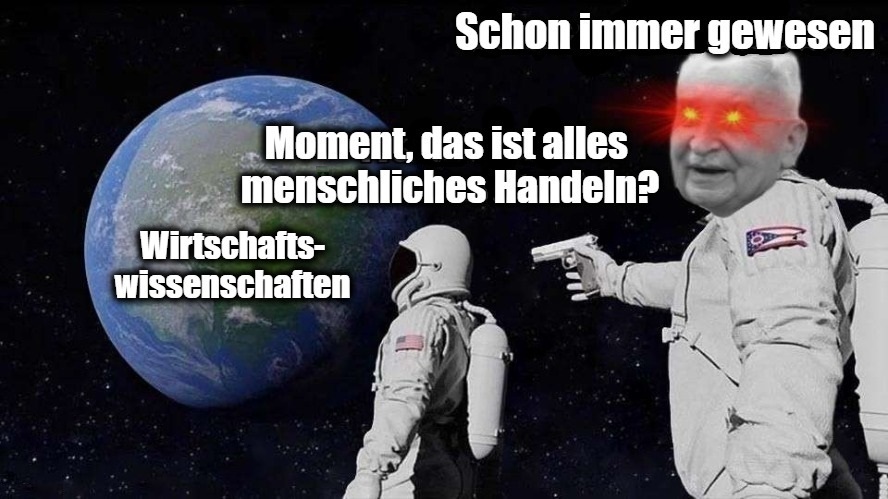 Schon immer gewesen
Moment, das ist alles
menschliches Handeln?
Wirtschafts-
wissenschaften